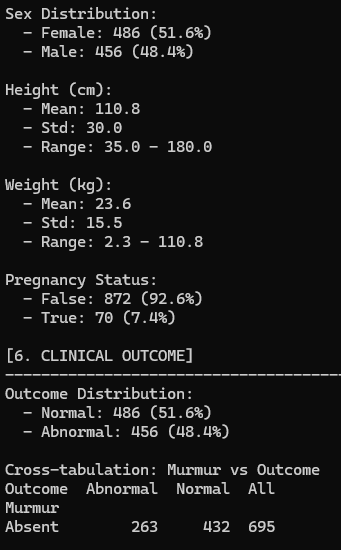 Sex Distribution:
  - Female: 486 (51.6%)
  - Male: 456 (48.4%)

Height (cm):
  - Mean: 110.8
  - Std: 30.0
  - Range: 35.0 - 180.0

Weight (kg):
  - Mean: 23.6
  - Std: 15.5
  - Range: 2.3 - 110.8

Pregnancy Status:
  - False: 872 (92.6%)
  - True: 70 (7.4%)

[6. CLINICAL OUTCOME]
--------------------------------------
Outcome Distribution:
  - Normal: 486 (51.6%)
  - Abnormal: 456 (48.4%)

Cross-tabulation: Murmur vs Outcome
Outcome  Abnormal  Normal  All
Murmur
Absent        263     432  695